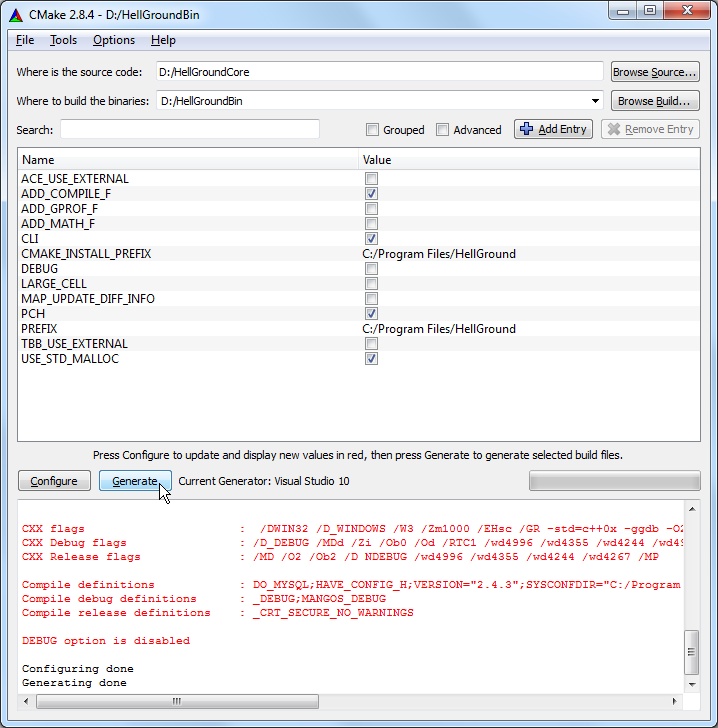 CMake 2.8.4 - D:/HellGroundBin
File Tools Options Help
Where is the source code: D:/HellGroundCore Browse Source...
Where to build the binaries: D:/HellGroundBin Browse Build...
Search: Grouped Advanced Add Entry Remove Entry
Name Value
ACE_USE_EXTERNAL
ADD_COMPILE_F
ADD_GPROF_F
ADD_MATH_F
CLI
CMAKE_INSTALL_PREFIX C:/Program Files/HellGround
DEBUG
LARGE_CELL
MAP_UPDATE_DIFF_INFO
PCH
PREFIX C:/Program Files/HellGround
TBB_USE_EXTERNAL
USE_STD_MALLOC
Press Configure to update and display new values in red, then press Generate to generate selected build files.
Configure Generate Current Generator: Visual Studio 10
CXX flags : /DWIN32 /D_WINDOWS /W3 /Zm1000 /EHsc /GR -std=c++0x -ggdb -O2
CXX Debug flags : /D_DEBUG /MDd /Zi /Ob0 /Od /RTC1 /wd4996 /wd4355 /wd4244 /wd
CXX Release flags : /MD /O2 /Ob2 /D NDEBUG /wd4996 /wd4355 /wd4244 /wd4267 /MP
Compile definitions : DO_MYSQL;HAVE_CONFIG_H;VERSION="2.4.3";SYSCONFDIR="C:/Program
Compile debug definitions : _DEBUG;MANGOS_DEBUG
Compile release definitions : _CRT_SECURE_NO_WARNINGS
DEBUG option is disabled
Configuring done
Generating done